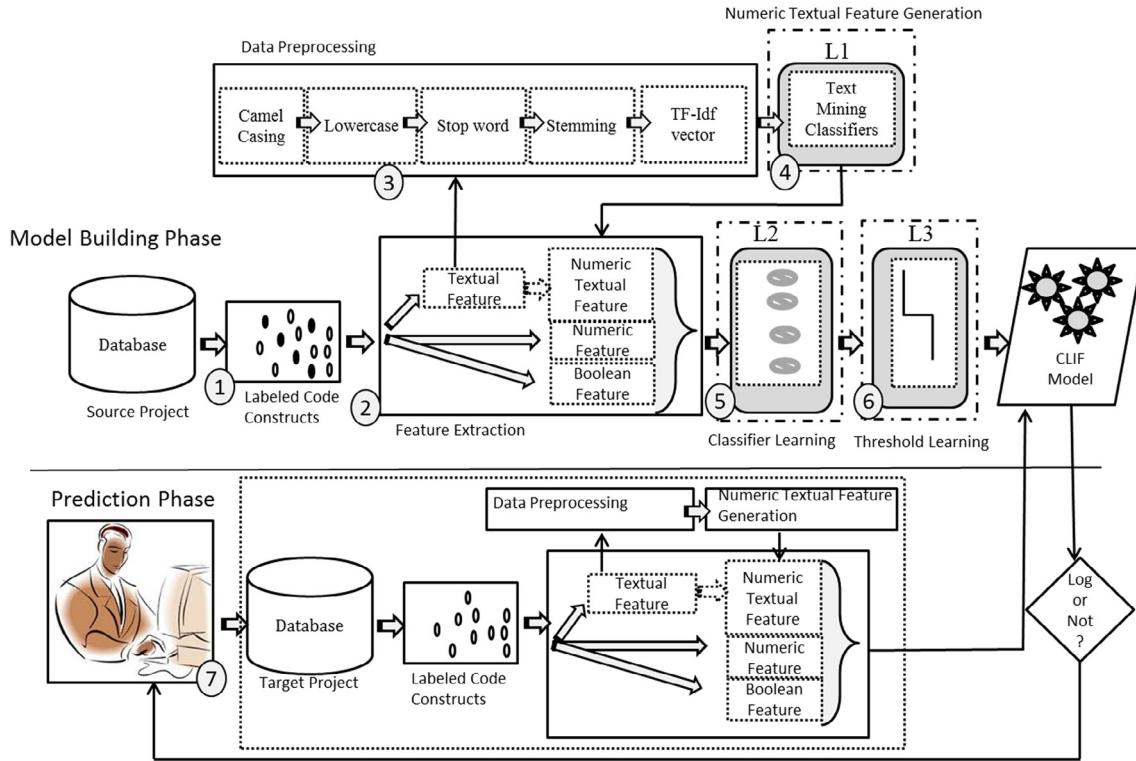 Numeric Textual Feature Generation
Data Preprocessing
L1
Camel
Casing
Lowercase
Stop word
Stemming
TF-Idf
vector
Text
Mining
Classifiers
3
4
Model Building Phase
Database
Source Project
1
Labeled Code
Constructs
2
Textual
Feature
Numeric
Textual
Feature
Numeric
Feature
Boolean
Feature
Feature Extraction
L2
5
Classifier Learning
L3
6
Threshold Learning
CLIF
Model
Prediction Phase
7
Database
Target Project
Labeled Code
Constructs
Data Preprocessing
Numeric Textual Feature
Generation
Textual
Feature
Numeric
Textual
Feature
Numeric
Feature
Boolean
Feature
Log
or
Not
?